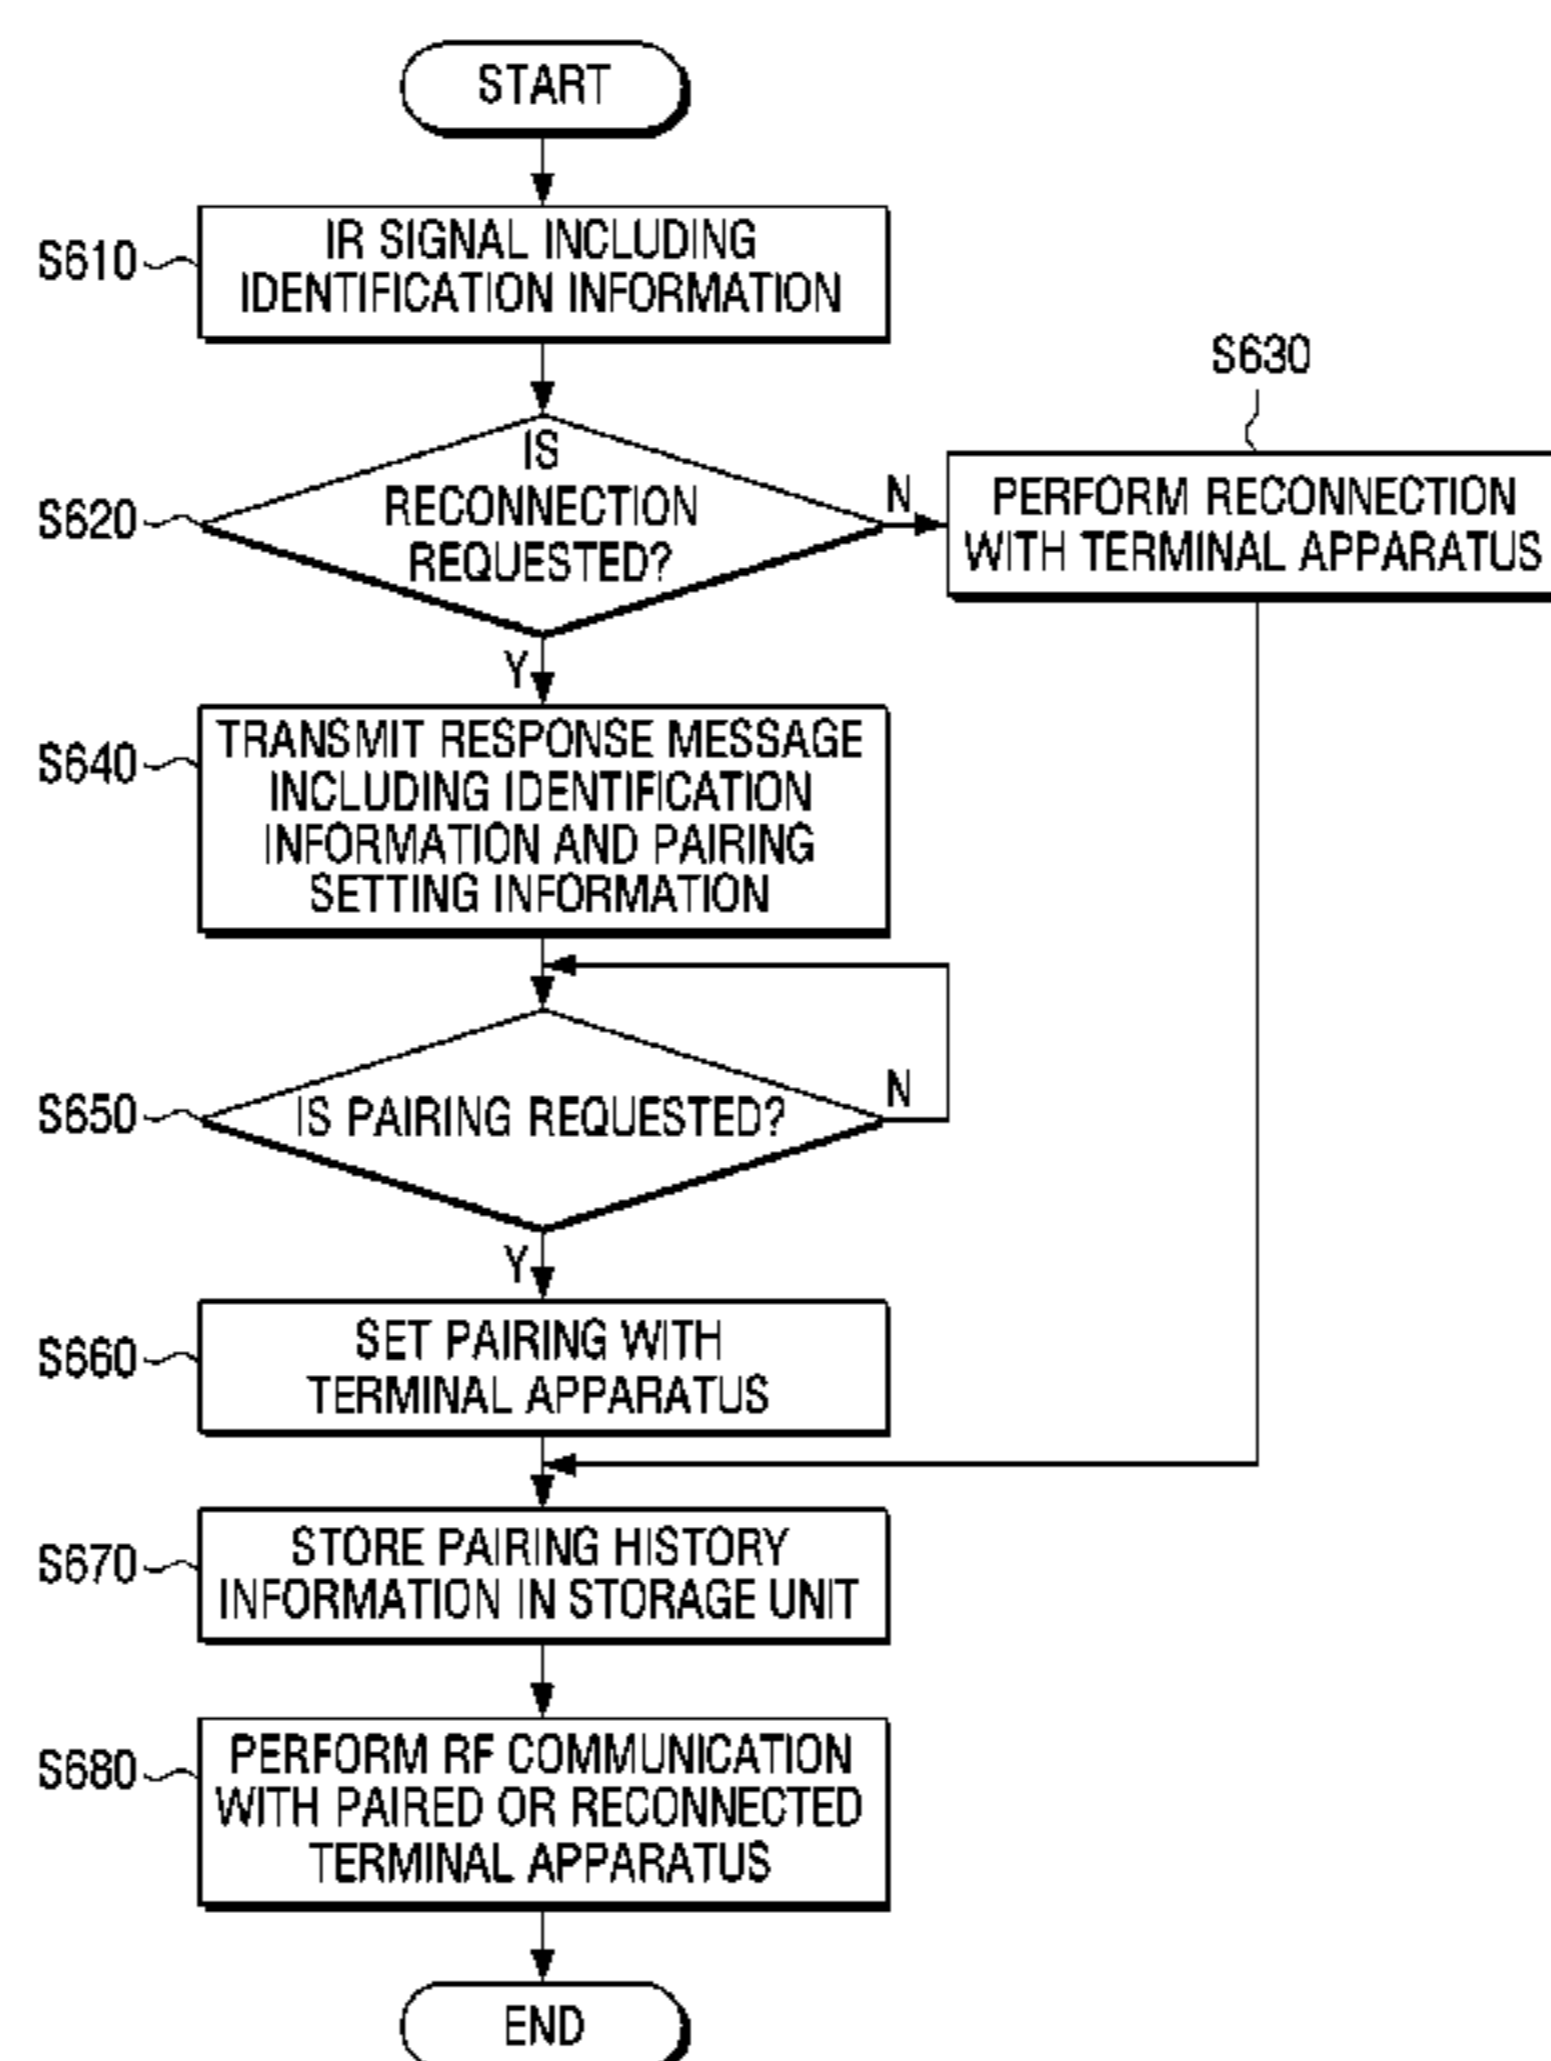 START
S610
IR SIGNAL INCLUDING
IDENTIFICATION INFORMATION
S620
IS
RECONNECTION
REQUESTED?
N
Y
S630
PERFORM RECONNECTION
WITH TERMINAL APPARATUS
S640
TRANSMIT RESPONSE MESSAGE
INCLUDING IDENTIFICATION
INFORMATION AND PAIRING
SETTING INFORMATION
S650
IS PAIRING REQUESTED?
N
Y
S660
SET PAIRING WITH
TERMINAL APPARATUS
S670
STORE PAIRING HISTORY
INFORMATION IN STORAGE UNIT
S680
PERFORM RF COMMUNICATION
WITH PAIRED OR RECONNECTED
TERMINAL APPARATUS
END